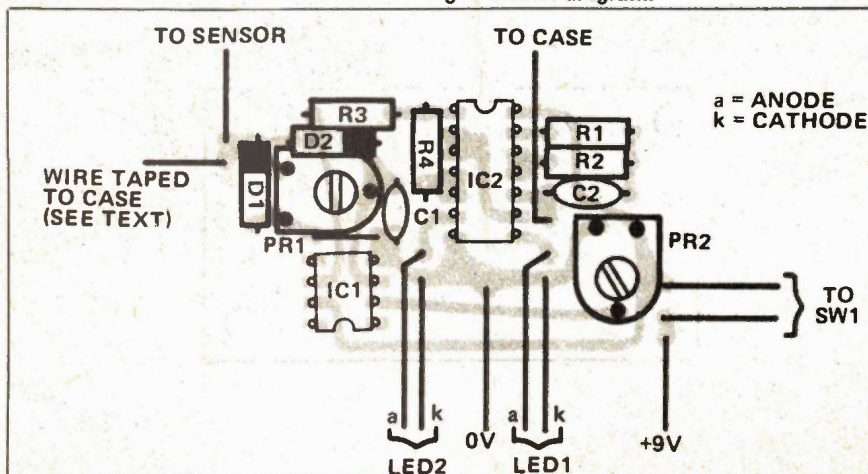 TO SENSOR
TO CASE
a = ANODE
k = CATHODE
R3
D2
R4
IC2
R1
R2
C2
WIRE TAPED
TO CASE
(SEE TEXT)
D1
C1
PR1
PR2
IC1
TO
SW1
a k
0V
a k
+9V
LED2
LED1